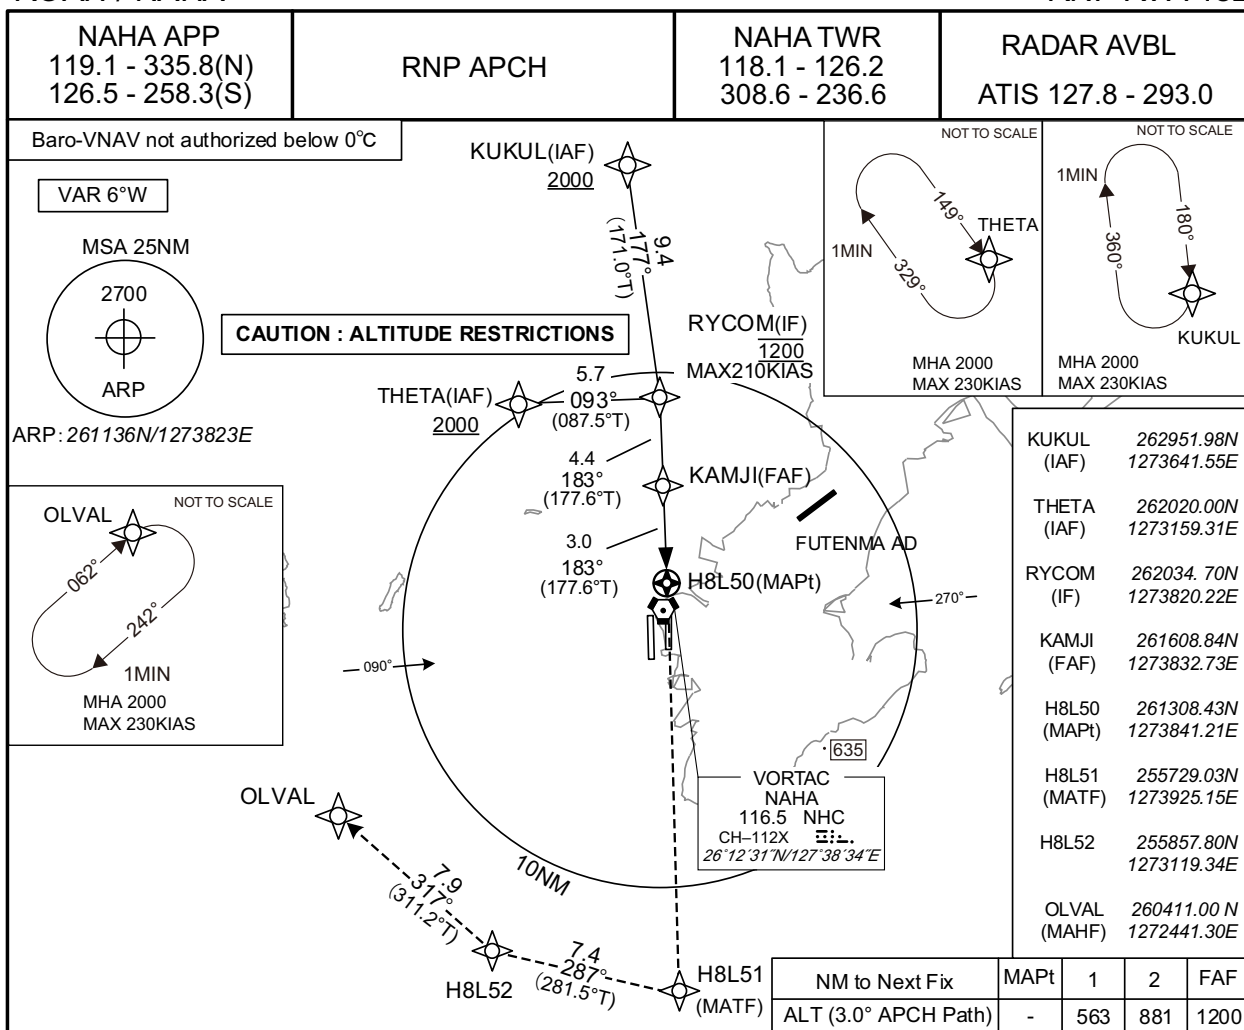 NAHA APP
119.1 - 335.8(N)
126.5 - 258.3(S)
RNP APCH
NAHA TWR
118.1 - 126.2
308.6 - 236.6
RADAR AVBL
ATIS 127.8 - 293.0
Baro-VNAV not authorized below 0°C
VAR 6°W
MSA 25NM
2700
ARP
ARP: 261136N/1273823E
CAUTION : ALTITUDE RESTRICTIONS
KUKUL(IAF)
2000
9.4
177°
(171.0°T)
RYCOM(IF)
1200
MAX210KIAS
THETA(IAF)
2000
5.7
093°
(087.5°T)
4.4
183°
(177.6°T)
KAMJI(FAF)
3.0
183°
(177.6°T)
FUTENMA AD
H8L50(MAPt)
270°
090°
635
VORTAC
NAHA
116.5 NHC
CH–112X
26°12′31″N/127°38′34″E
10NM
OLVAL
7.9
317°
(311.2°T)
H8L52
7.4
287°
(281.5°T)
H8L51
(MATF)
NOT TO SCALE
149°
THETA
1MIN
329°
MHA 2000
MAX 230KIAS
NOT TO SCALE
1MIN
180°
360°
KUKUL
MHA 2000
MAX 230KIAS
NOT TO SCALE
OLVAL
062°
242°
1MIN
MHA 2000
MAX 230KIAS
KUKUL 262951.98N
(IAF) 1273641.55E
THETA 262020.00N
(IAF) 1273159.31E
RYCOM 262034. 70N
(IF) 1273820.22E
KAMJI 261608.84N
(FAF) 1273832.73E
H8L50 261308.43N
(MAPt) 1273841.21E
H8L51 255729.03N
(MATF) 1273925.15E
H8L52 255857.80N
1273119.34E
OLVAL 260411.00 N
(MAHF) 1272441.30E
NM to Next Fix MAPt 1 2 FAF
ALT (3.0° APCH Path) - 563 881 1200